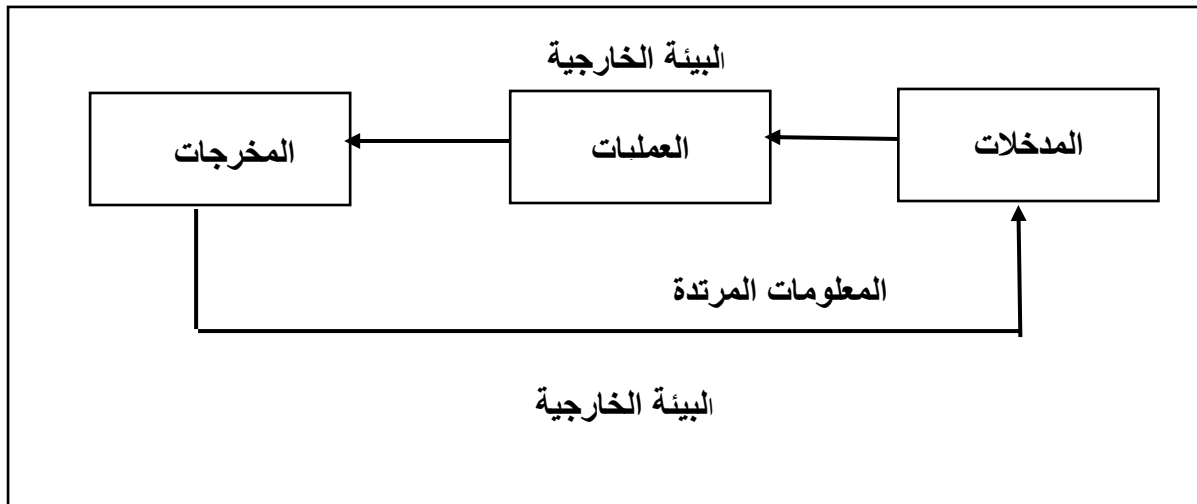 البيئة الخارجية
المدخلات
العمليات
المخرجات
المعلومات المرتدة
البيئة الخارجية